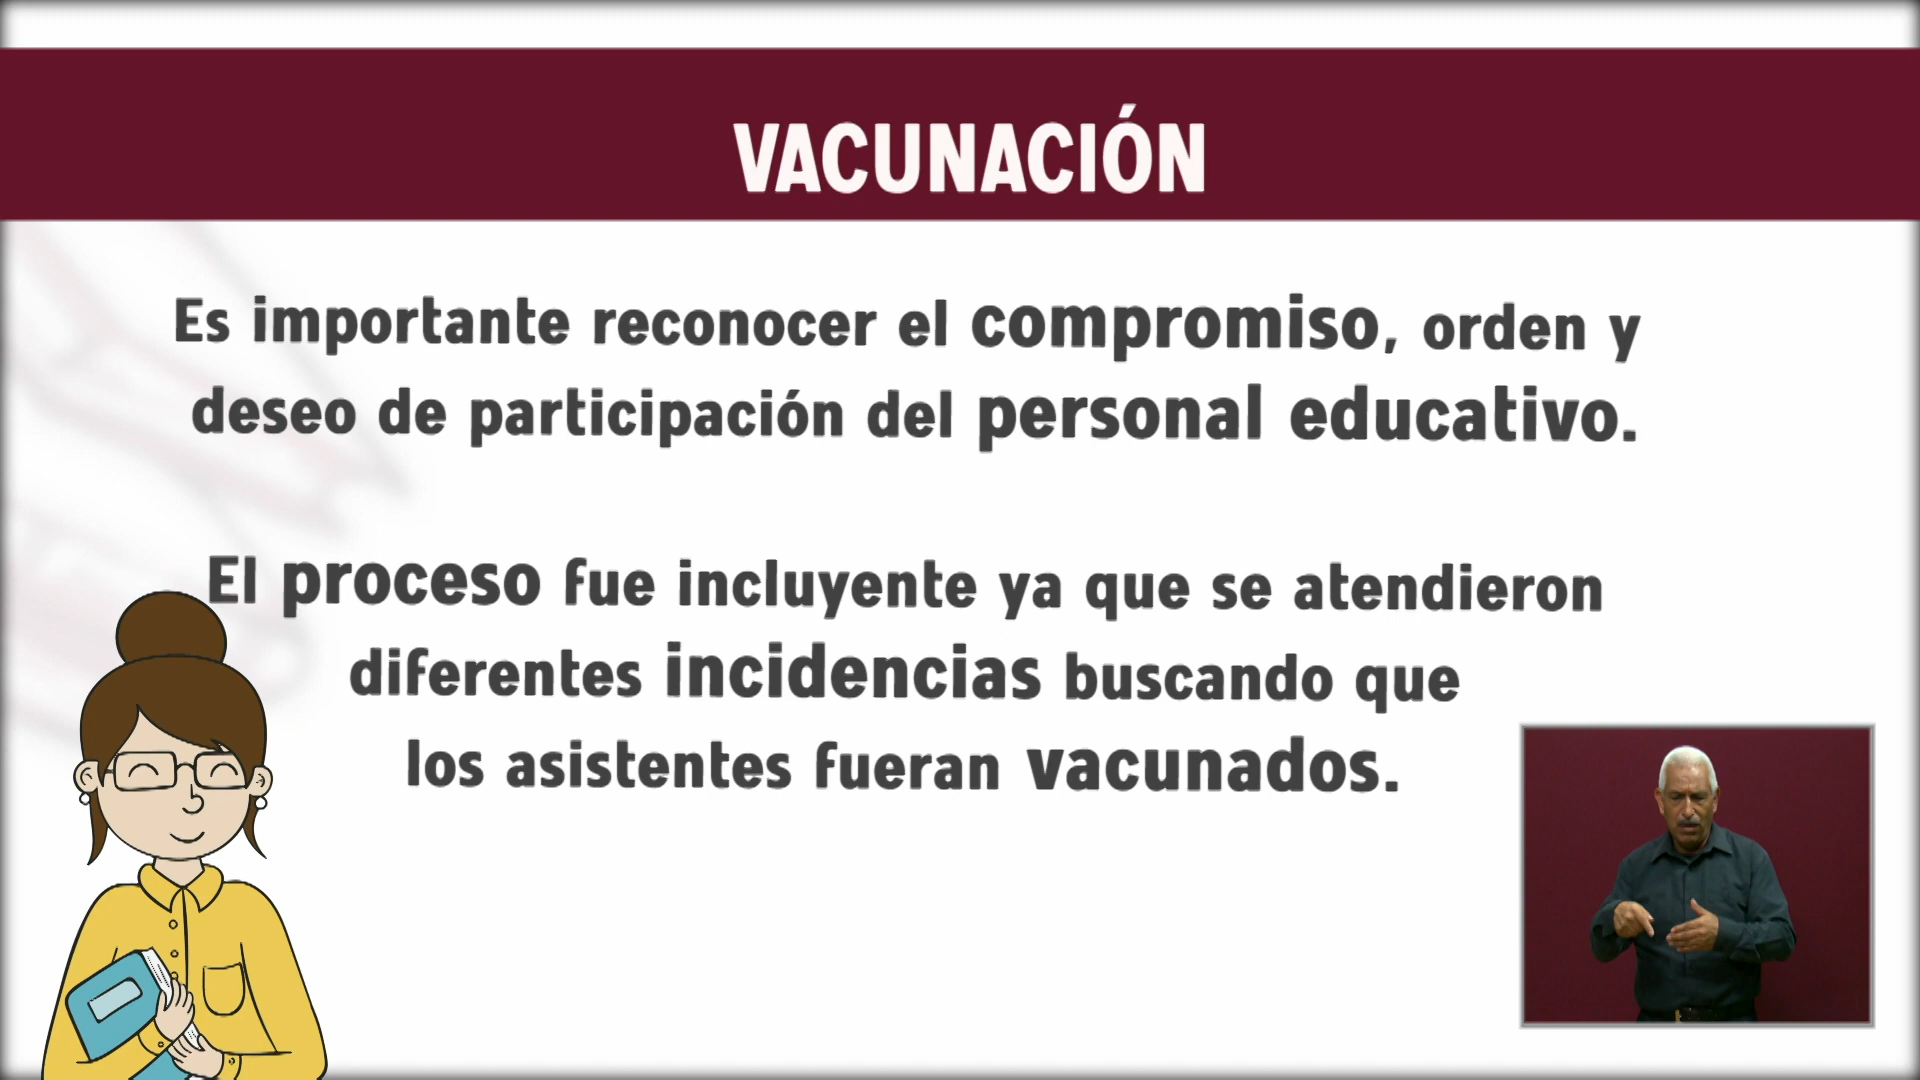 VACUNACIÓN
Es importante reconocer el compromiso, orden y
deseo de participación del personal educativo.
El proceso fue incluyente ya que se atendieron
diferentes incidencias buscando que
los asistentes fueran vacunados.